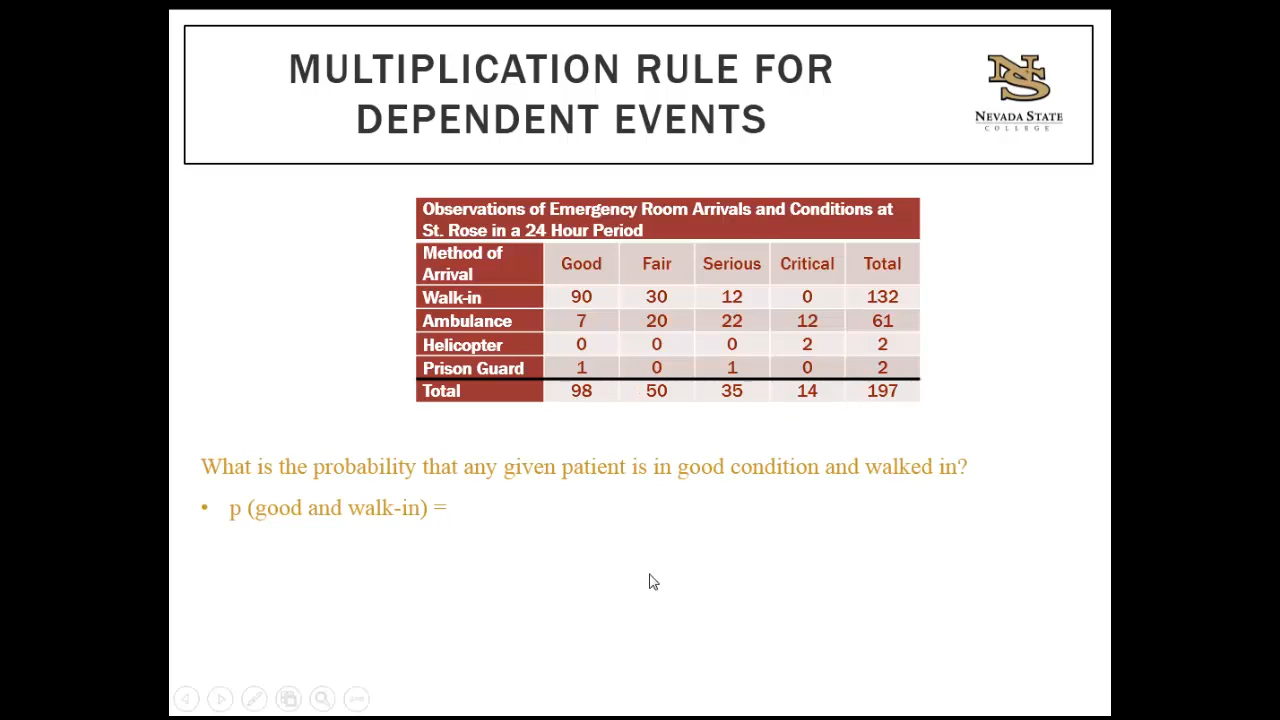 MULTIPLICATION RULE FOR
DEPENDENT EVENTS
NS
NEVADA STATE
COLLEGE
Observations of Emergency Room Arrivals and Conditions at
St. Rose in a 24 Hour Period
Method of Arrival Good Fair Serious Critical Total
Walk-in 90 30 12 0 132
Ambulance 7 20 22 12 61
Helicopter 0 0 0 2 2
Prison Guard 1 0 1 0 2
Total 98 50 35 14 197
What is the probability that any given patient is in good condition and walked in?
• p (good and walk-in) =